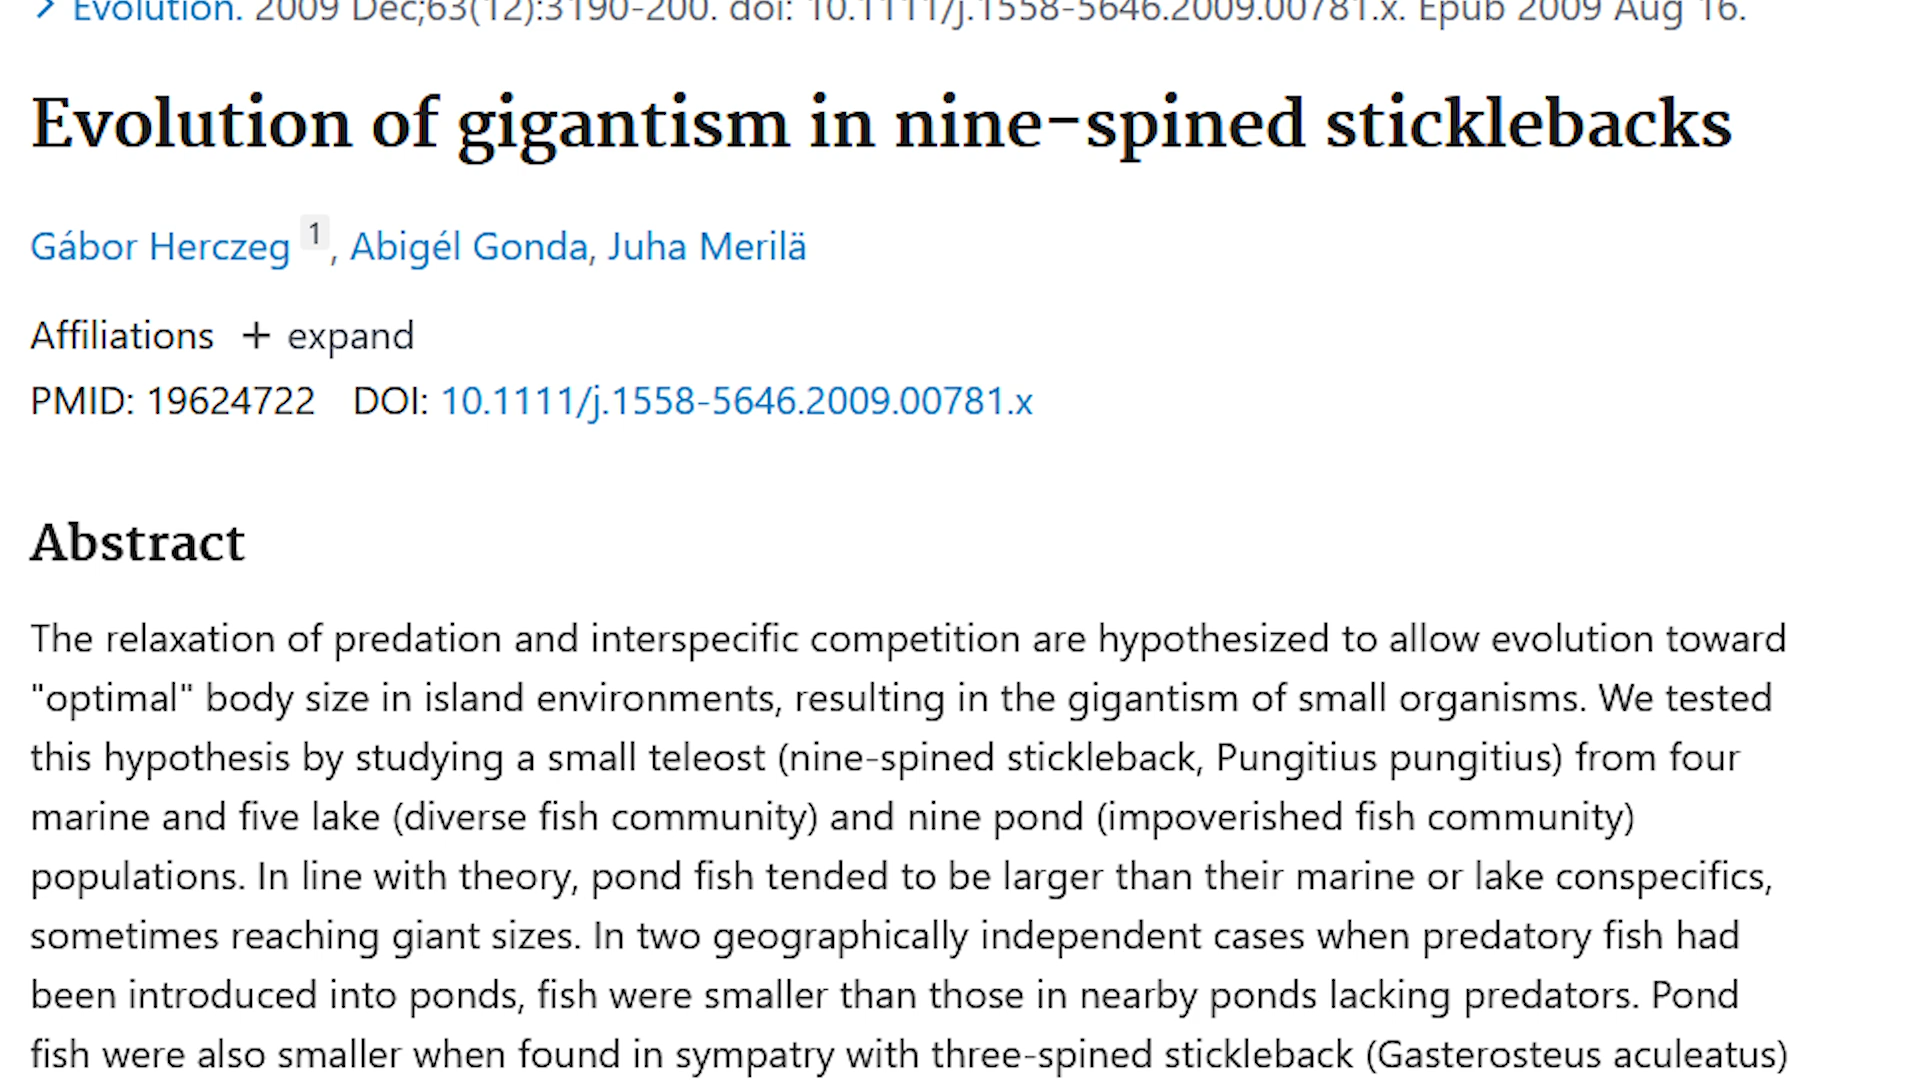 > Evolution. 2009 Dec;63(12):3190-200. doi: 10.1111/j.1558-5646.2009.00781.x. Epub 2009 Aug 16.
Evolution of gigantism in nine-spined sticklebacks
Gábor Herczeg 1, Abigél Gonda, Juha Merilä
Affiliations + expand
PMID: 19624722 DOI: 10.1111/j.1558-5646.2009.00781.x
Abstract
The relaxation of predation and interspecific competition are hypothesized to allow evolution toward
"optimal" body size in island environments, resulting in the gigantism of small organisms. We tested
this hypothesis by studying a small teleost (nine-spined stickleback, Pungitius pungitius) from four
marine and five lake (diverse fish community) and nine pond (impoverished fish community)
populations. In line with theory, pond fish tended to be larger than their marine or lake conspecifics,
sometimes reaching giant sizes. In two geographically independent cases when predatory fish had
been introduced into ponds, fish were smaller than those in nearby ponds lacking predators. Pond
fish were also smaller when found in sympatry with three-spined stickleback (Gasterosteus aculeatus)